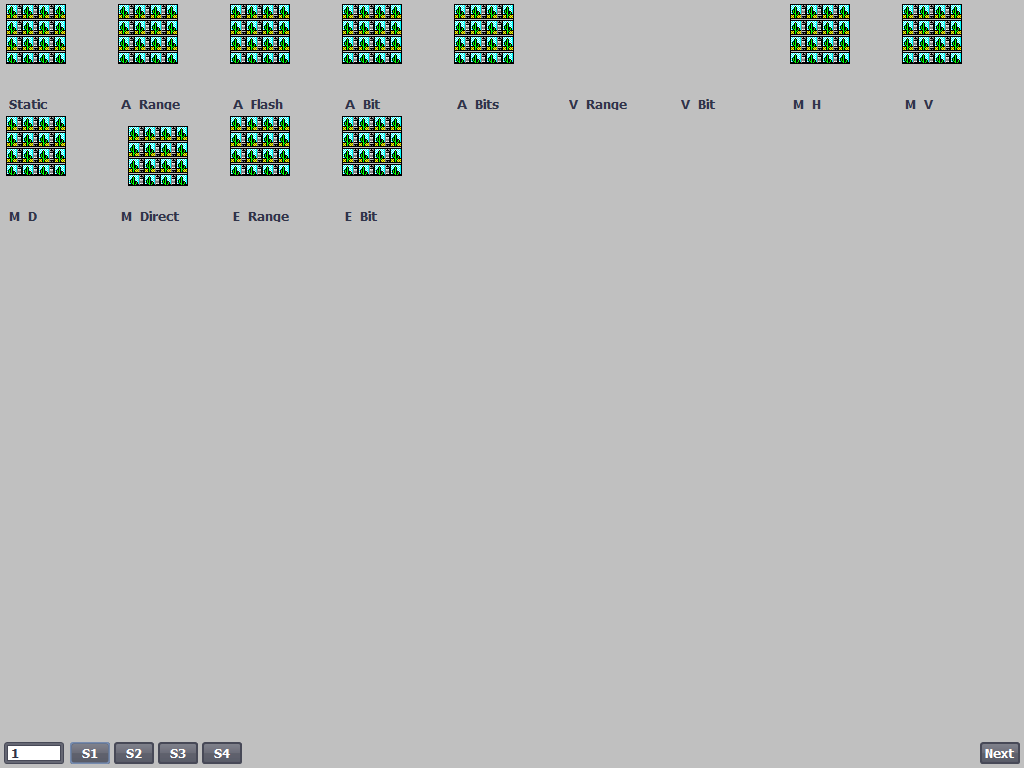 Static A Range A Flash A Bit A Bits V Range V Bit M H M V
M D M Direct E Range E Bit
1 S1 S2 S3 S4 Next